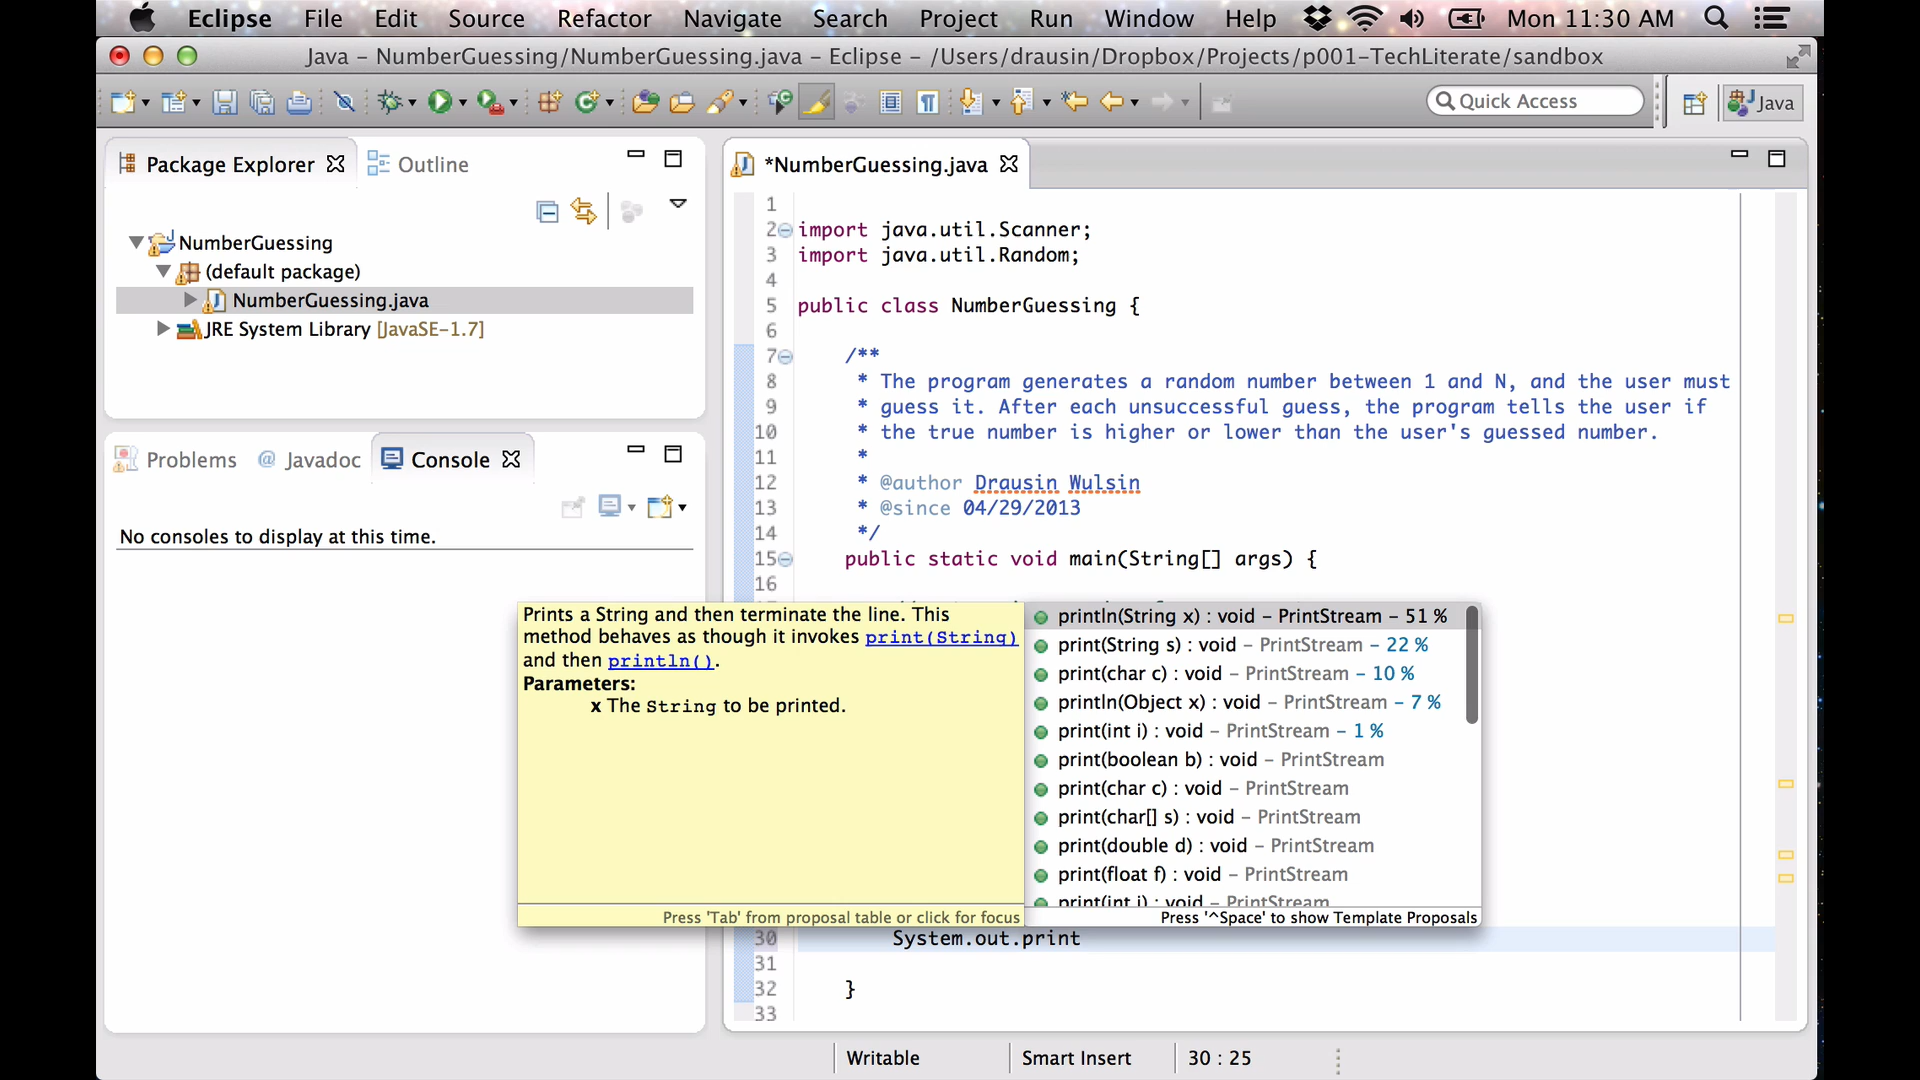 Eclipse File Edit Source Refactor Navigate Search Project Run Window Help Mon 11:30 AM
Java – NumberGuessing/NumberGuessing.java – Eclipse – /Users/drausin/Dropbox/Projects/p001-TechLiterate/sandbox
Quick Access
Java
Package Explorer
Outline
NumberGuessing
(default package)
NumberGuessing.java
JRE System Library [JavaSE-1.7]
Problems
@ Javadoc
Console
No consoles to display at this time.
*NumberGuessing.java
1
2 import java.util.Scanner;
3 import java.util.Random;
4
5 public class NumberGuessing {
6
7 /**
8 * The program generates a random number between 1 and N, and the user must
9 * guess it. After each unsuccessful guess, the program tells the user if
10 * the true number is higher or lower than the user's guessed number.
11 *
12 * @author Drausin Wulsin
13 * @since 04/29/2013
14 */
15 public static void main(String[] args) {
16
Prints a String and then terminate the line. This
method behaves as though it invokes print(String)
and then println().
Parameters:
x The String to be printed.
Press 'Tab' from proposal table or click for focus
println(String x) : void – PrintStream – 51 %
print(String s) : void – PrintStream – 22 %
print(char c) : void – PrintStream – 10 %
println(Object x) : void – PrintStream – 7 %
print(int i) : void – PrintStream – 1 %
print(boolean b) : void – PrintStream
print(char c) : void – PrintStream
print(char[] s) : void – PrintStream
print(double d) : void – PrintStream
print(float f) : void – PrintStream
print(int i) : void – PrintStream
Press '^Space' to show Template Proposals
30 System.out.print
31
32 }
33
Writable
Smart Insert
30 : 25